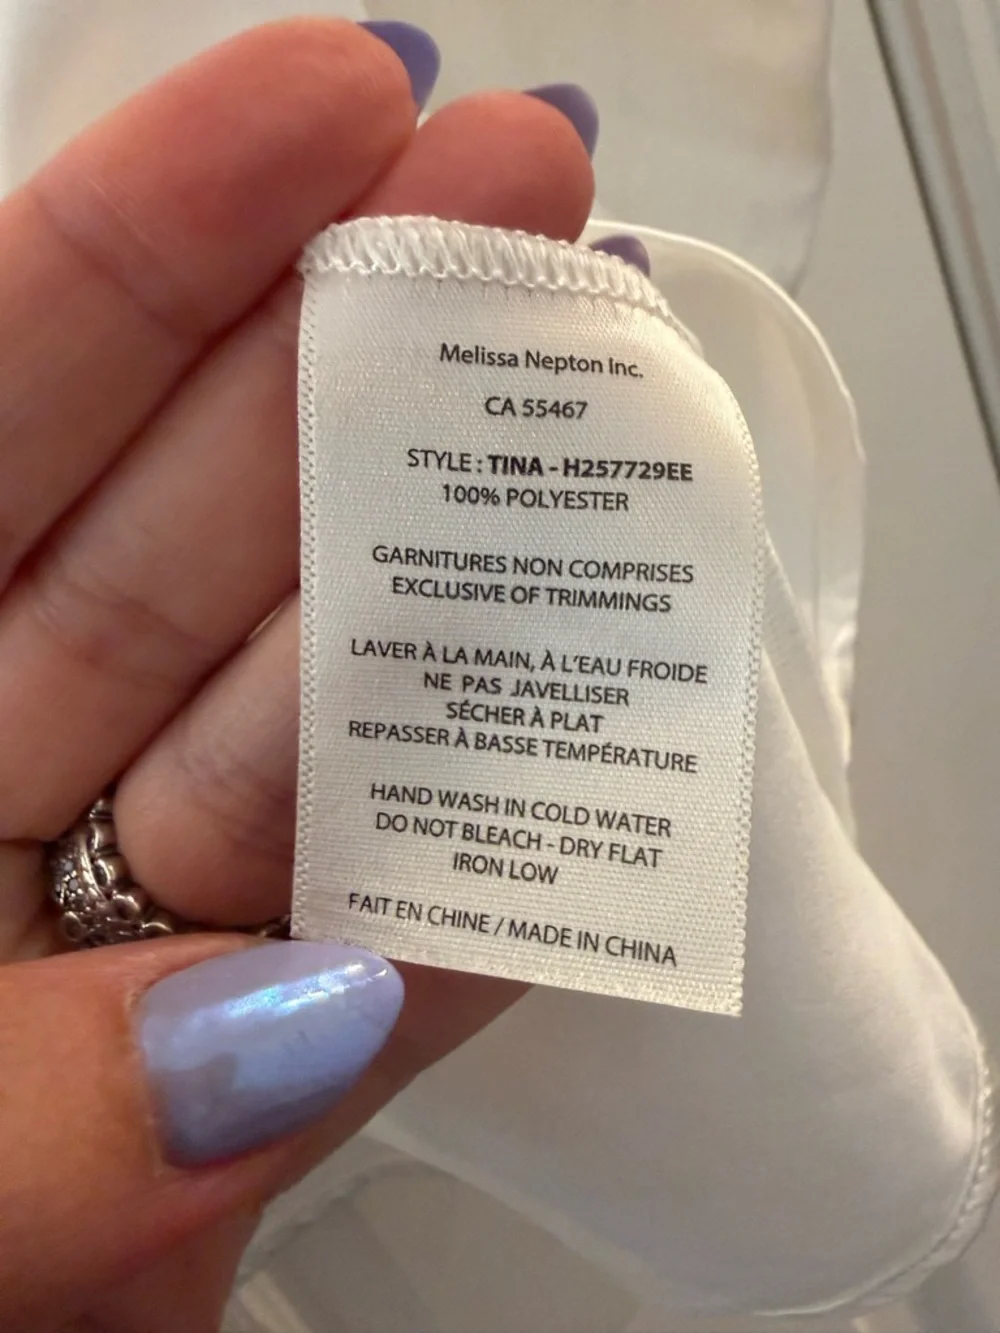 Melissa Nepton Inc.
CA 55467
STYLE : TINA - H257729EE
100% POLYESTER
GARNITURES NON COMPRISES
EXCLUSIVE OF TRIMMINGS
LAVER À LA MAIN, À L'EAU FROIDE
NE PAS JAVELLISER
SÉCHER À PLAT
REPASSER À BASSE TEMPÉRATURE
HAND WASH IN COLD WATER
DO NOT BLEACH - DRY FLAT
IRON LOW
FAIT EN CHINE / MADE IN CHINA